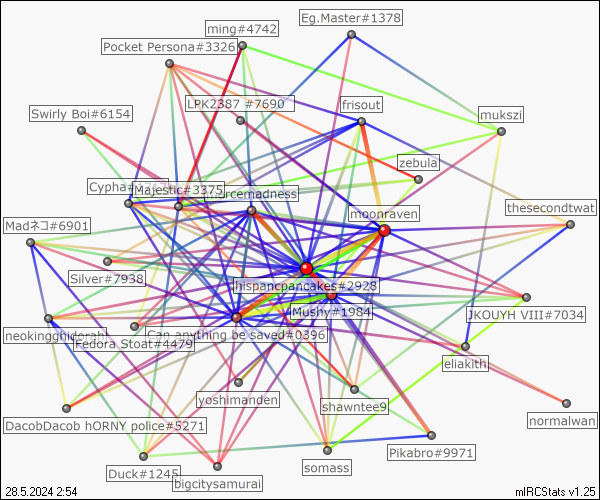 ming#4742
Eg.Master#1378
Pocket Persona#3326
LPK2387 #7690
frisout
Swirly Boi#6154
mukszi
zebula
Cypha
Majestic#3375
orcemadness
moonraven
thesecondtwat
Madネコ#6901
Silver#7938
hispancpancakes#2928
Mushy#1984
JKOUYH VIII#7034
neokingghidorah
Can anything be saved#0396
Fedora Stoat#4479
eliakith
yoshimanden
shawntee9
DacobDacob hORNY police#5271
normalwan
Pikabro#9971
Duck#1245
somass
bigcitysamurai
28.5.2024 2:54
mIRCStats v1.25